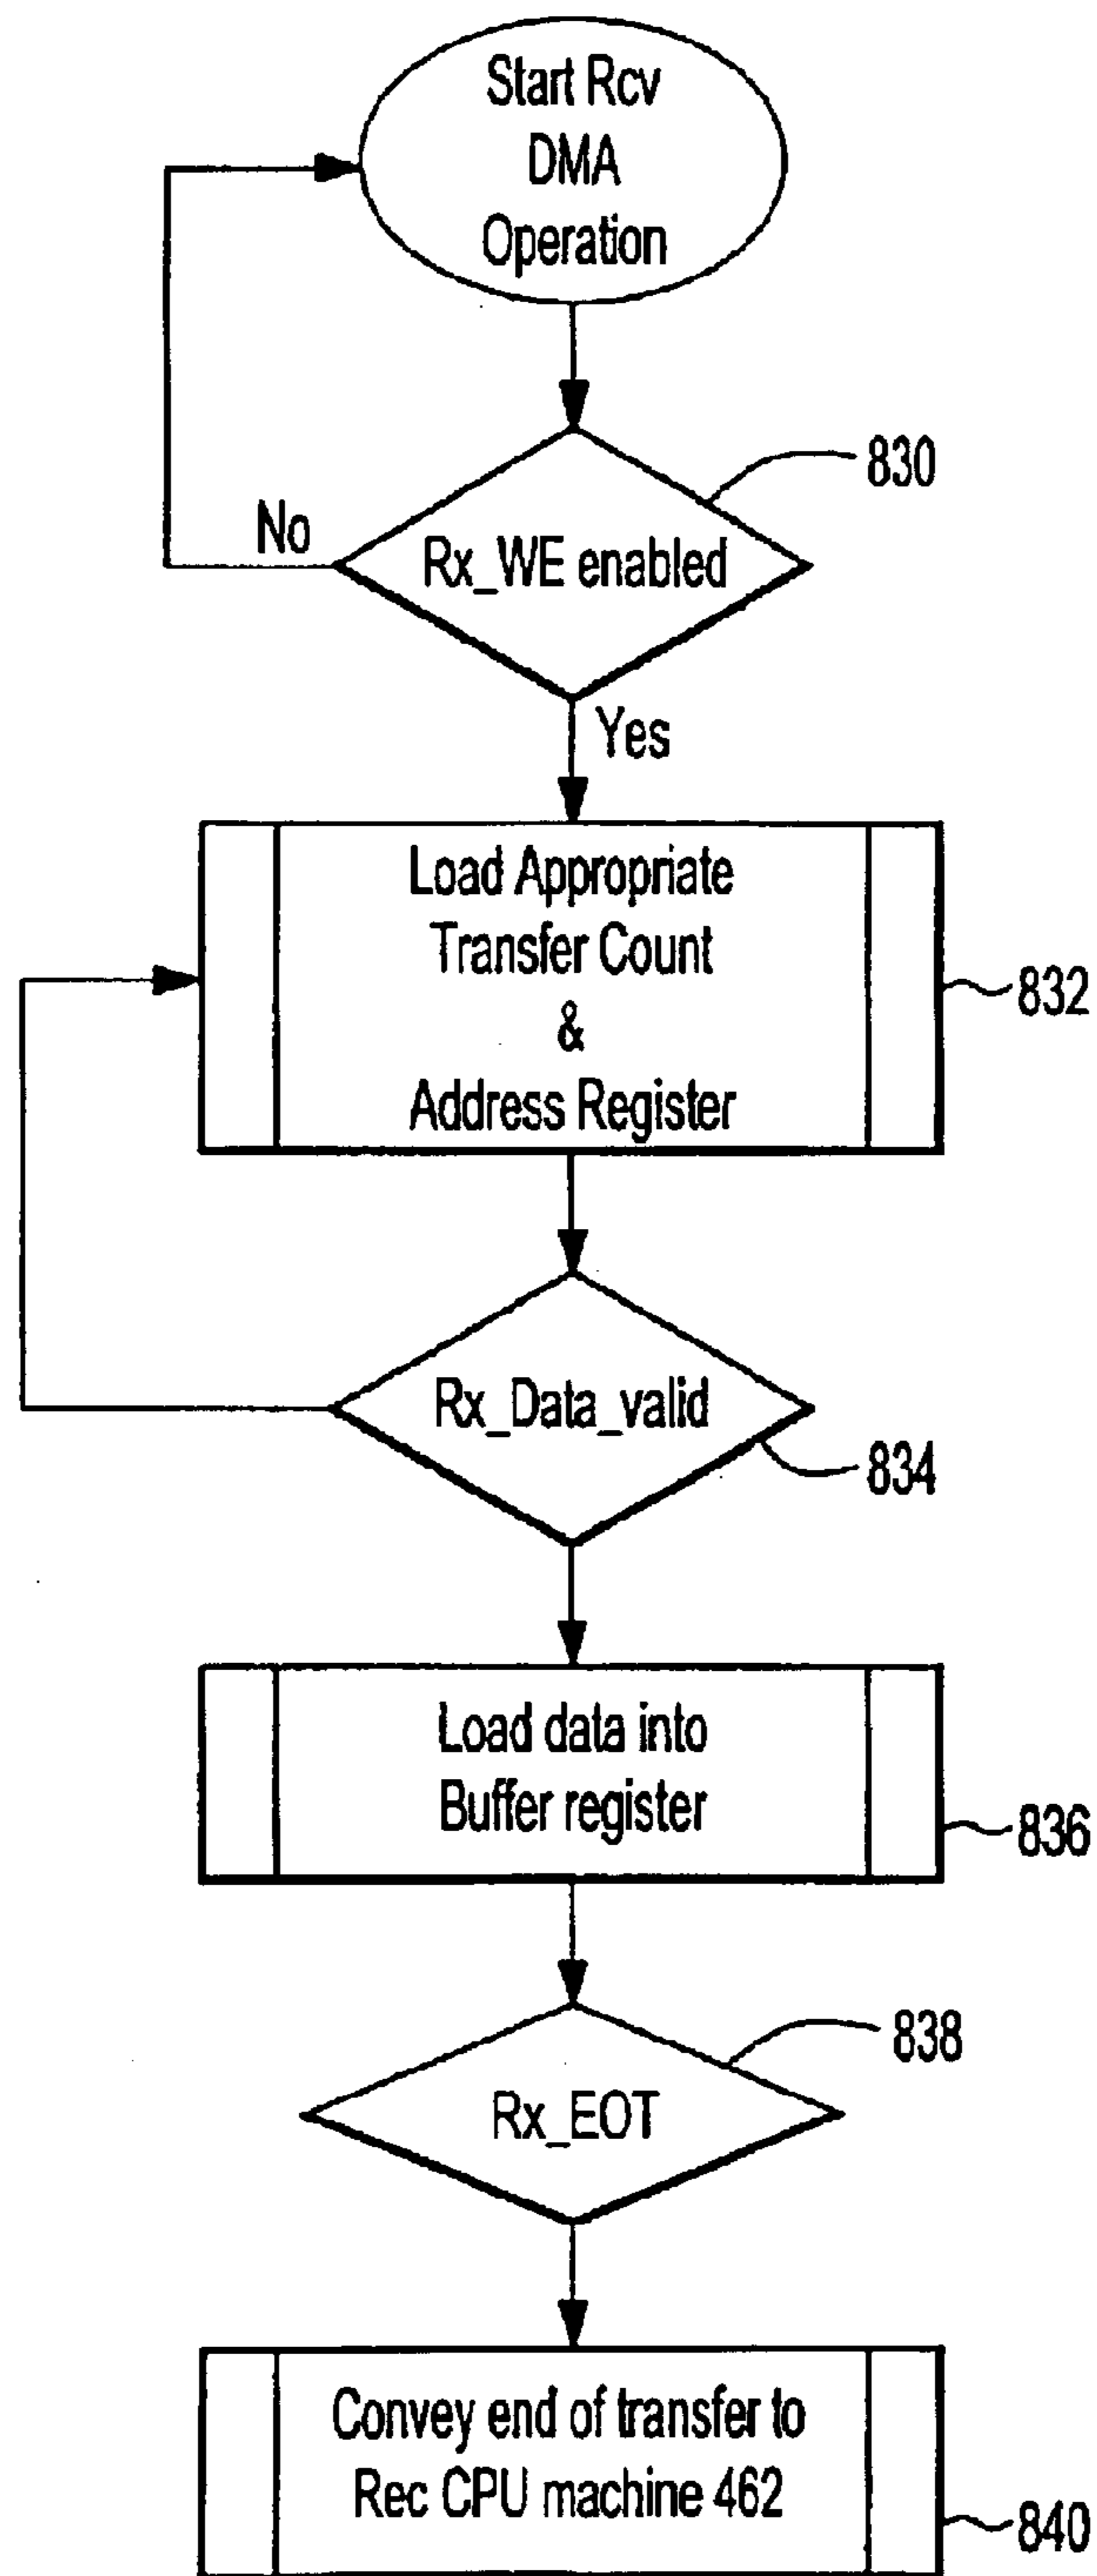 Start Rcv
DMA
Operation
830
No
Rx_WE enabled
Yes
Load Appropriate
Transfer Count
&
Address Register
832
Rx_Data_valid
834
Load data into
Buffer register
836
838
Rx_EOT
Convey end of transfer to
Rec CPU machine 462
840